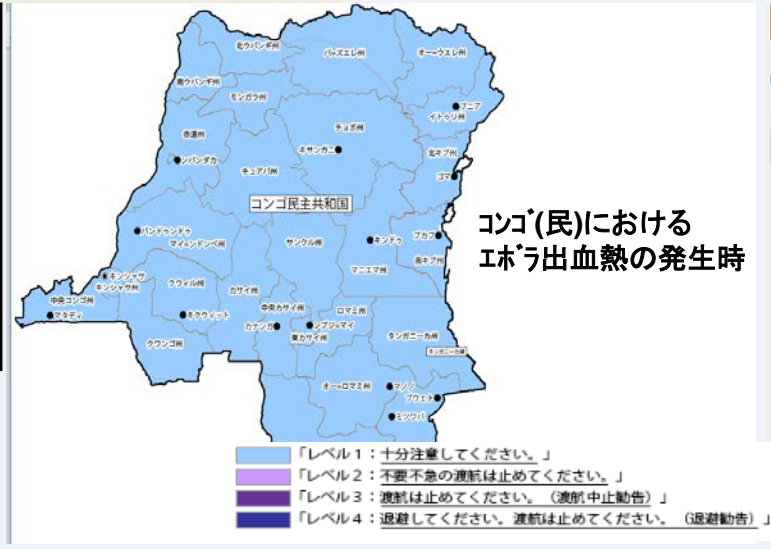 北ウバンギ州
バ=ズエレ州
オー=ウエレ州
南ウバンギ州
モンガラ州
ブニア
イトゥリ州
チョポ州
赤道州
キサンガニ
北キブ州
ンバンダカ
チュアパ州
ゴマ
コンゴ民主共和国
コンゴ(民)における
エボラ出血熱の発生時
バンドゥンドゥ
マイ=ンドンベ州
サンクル州
キンドゥ
ブカブ
南キブ州
マニエマ州
キンシャサ
キンシャサ州
クウィル州
カサイ州
中央コンゴ州
マタディ
キクウィット
中央カサイ州
カナンガ
ンブジ=マイ
ロマミ州
東カサイ州
クワンゴ州
タンガニーカ州
タンガニーカ湖
オー=ロマミ州
マノノ
プウェト
ミツワバ
「レベル1:十分注意してください。」
「レベル2:不要不急の渡航は止めてください。」
「レベル3:渡航は止めてください。(渡航中止勧告)」
「レベル4:退避してください。渡航は止めてください。(退避勧告)」